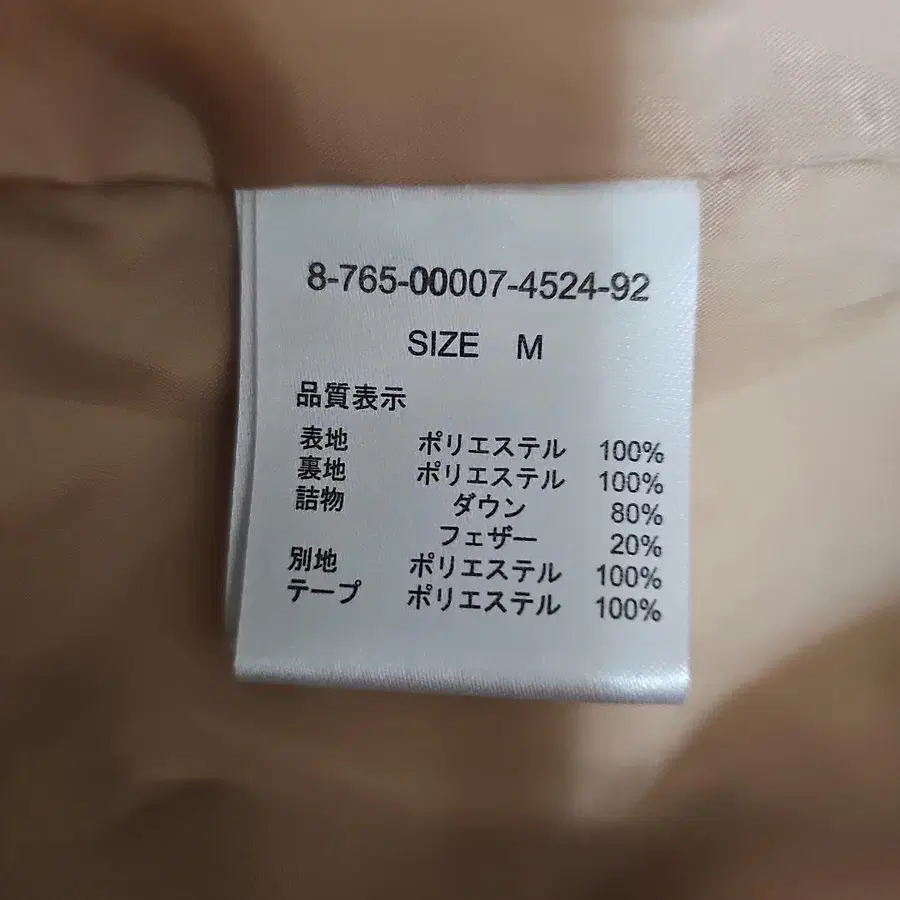 8-765-00007-4524-92
SIZE M
品質表示
表地 ポリエステル 100%
裏地 ポリエステル 100%
詰物 ダウン 80%
フェザー 20%
別地 ポリエステル 100%
テープ ポリエステル 100%